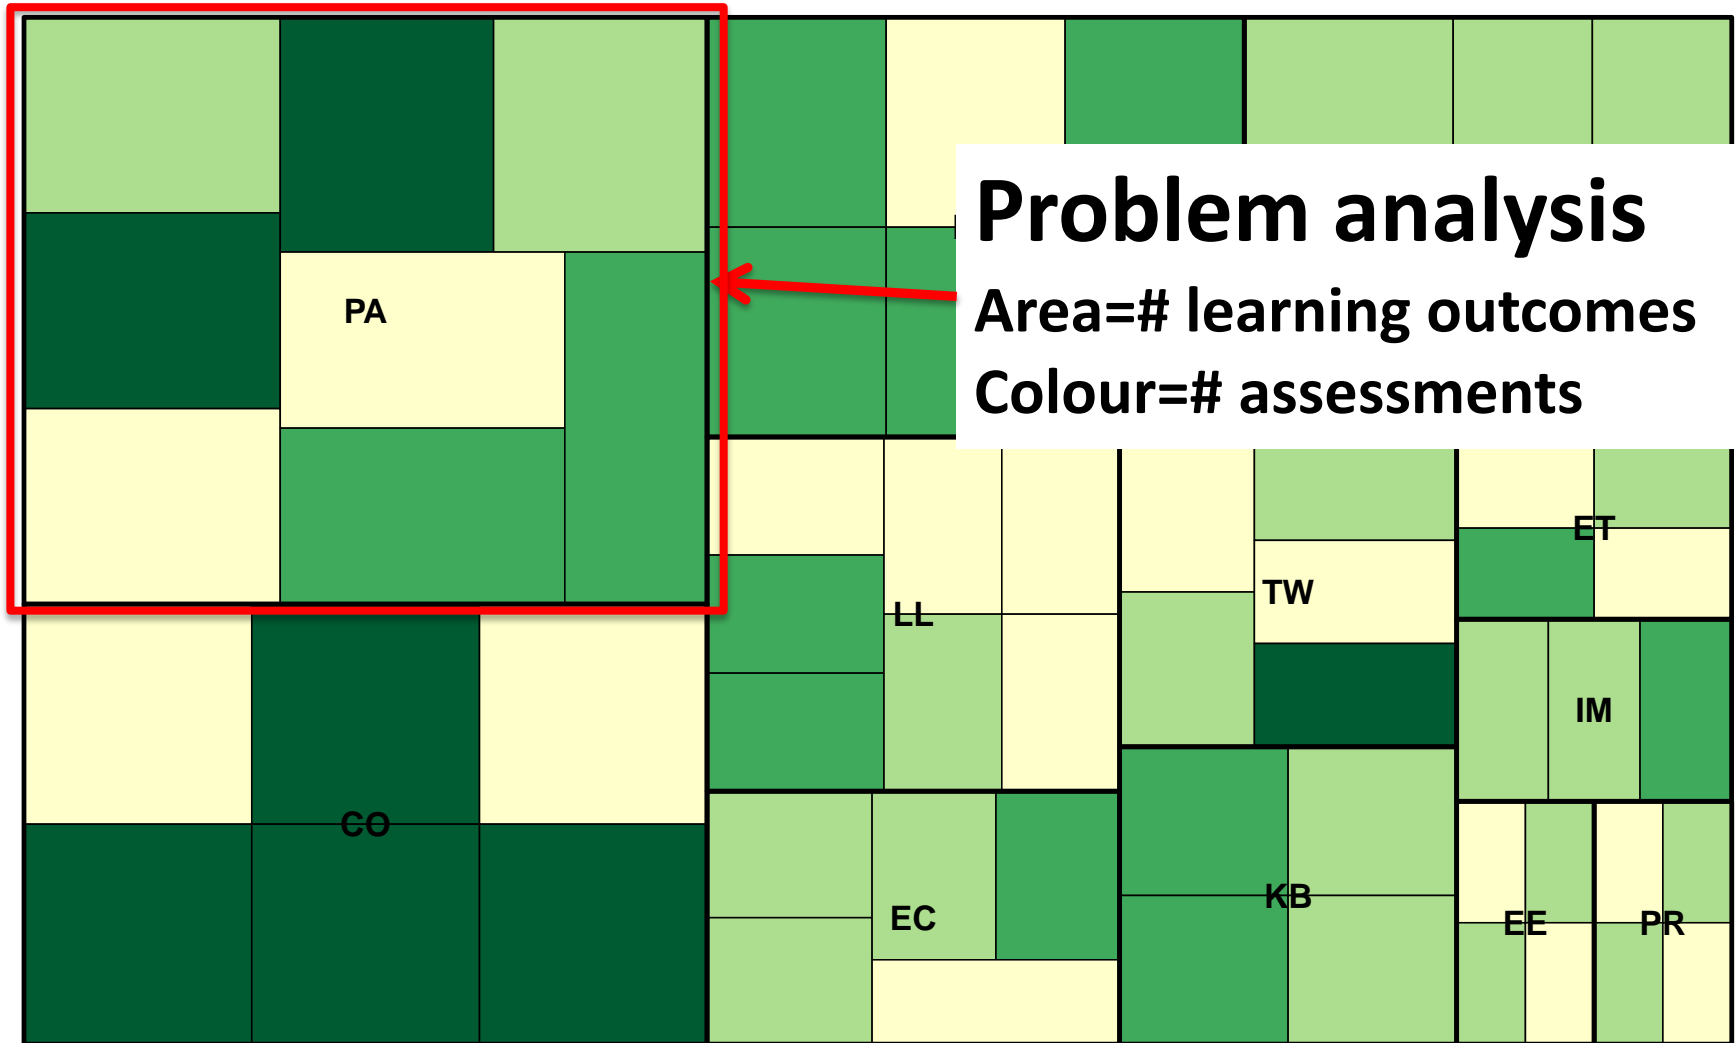 Problem analysis
Area=# learning outcomes
Colour=# assessments
PA
ET
TW
LL
IM
CO
KB
EC
EE
PR